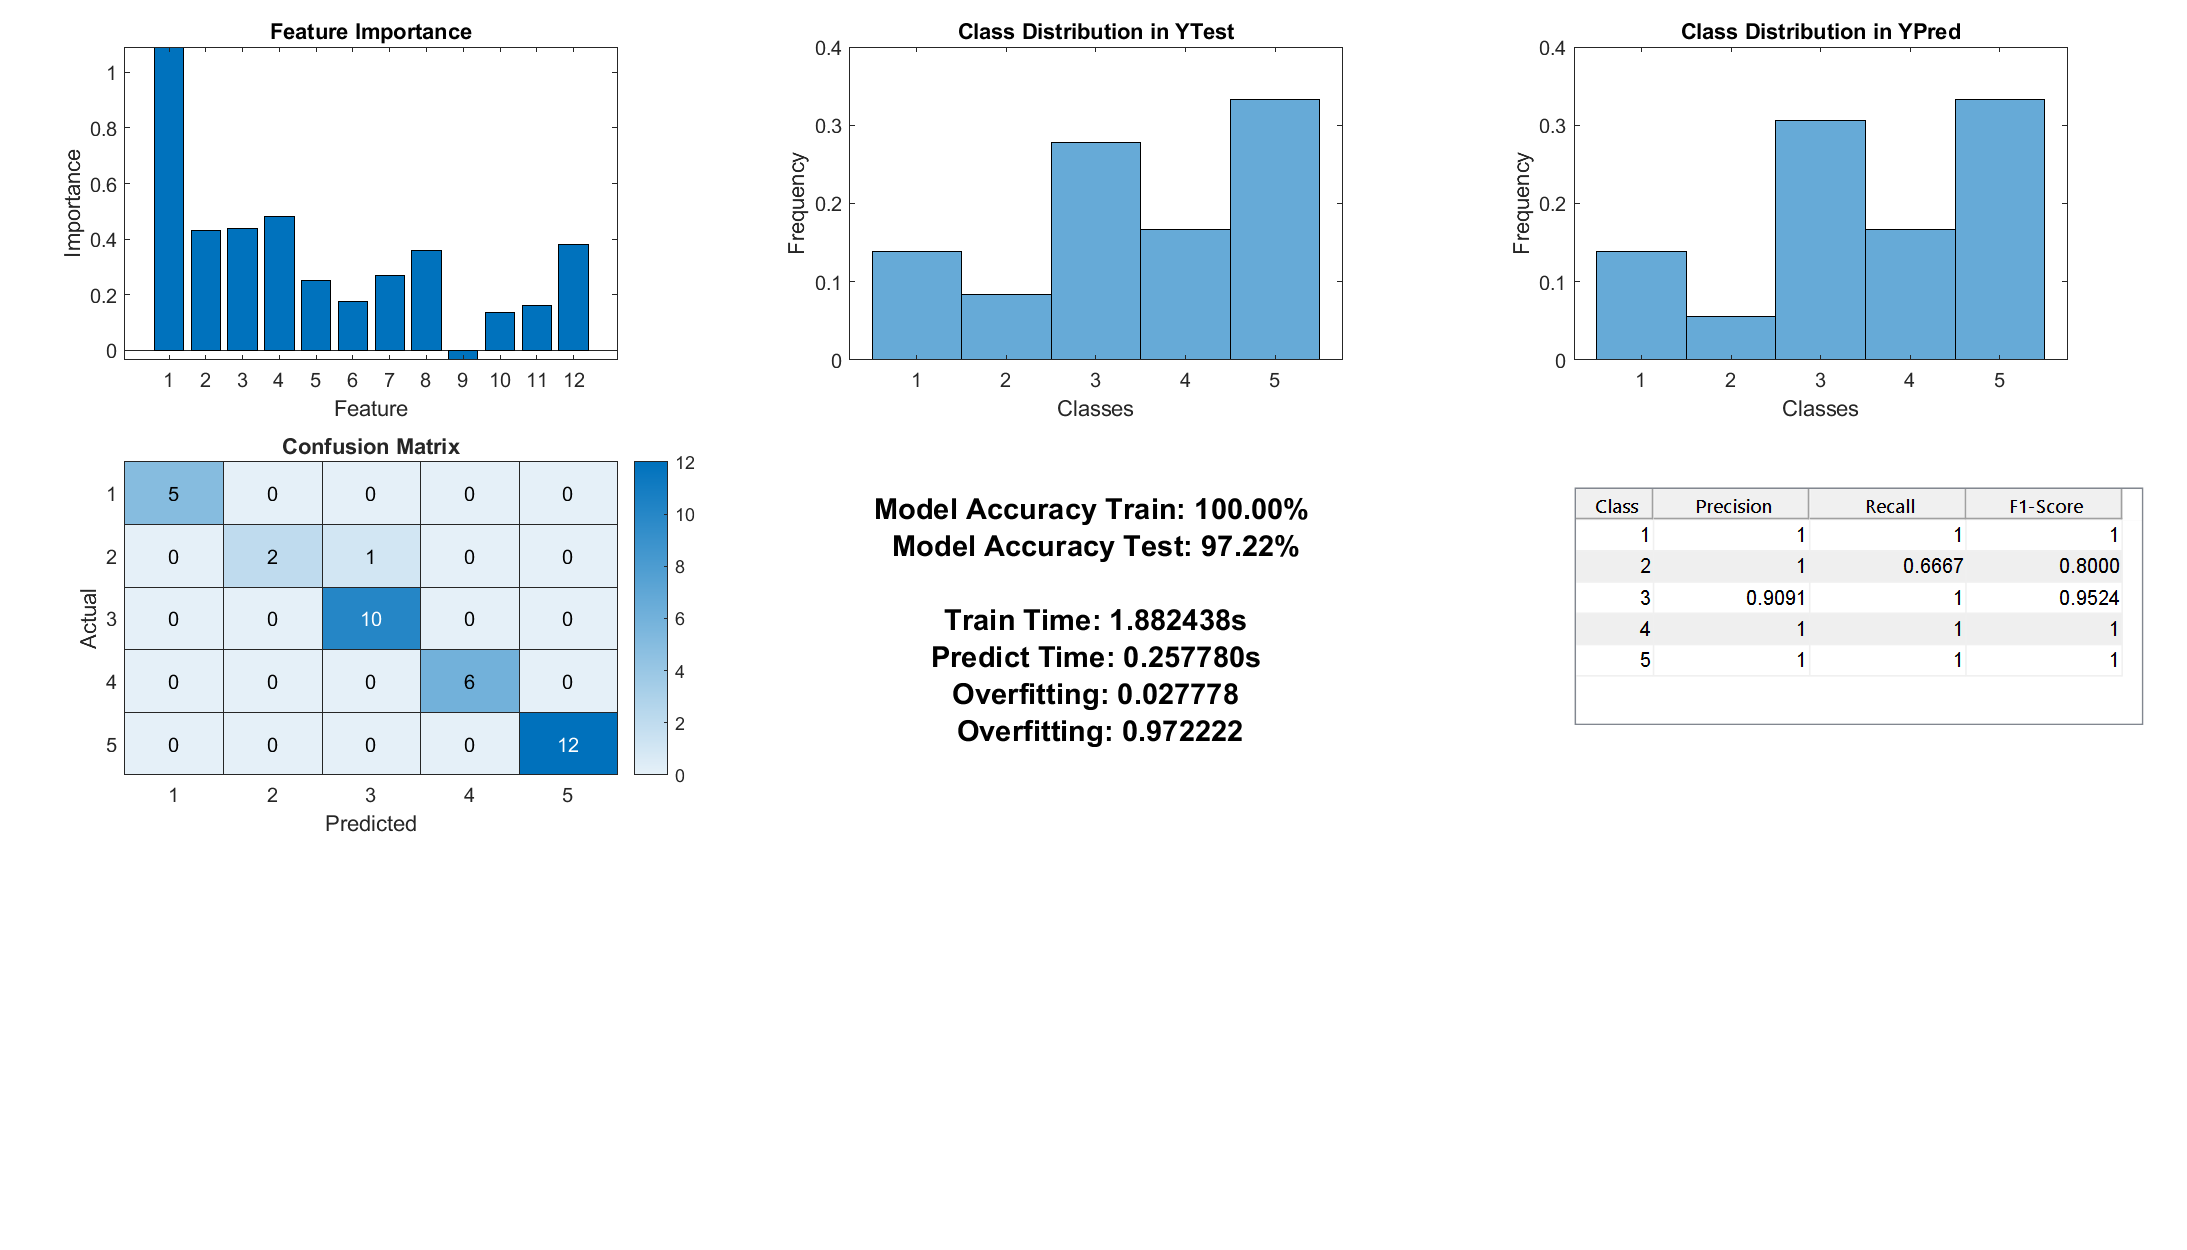 Feature Importance
1
0.8
0.6
0.4
0.2
0
Importance
1 2 3 4 5 6 7 8 9 10 11 12
Feature
Class Distribution in YTest
0.4
0.3
0.2
0.1
0
Frequency
1 2 3 4 5
Classes
Class Distribution in YPred
0.4
0.3
0.2
0.1
0
Frequency
1 2 3 4 5
Classes
Confusion Matrix
Actual
1 5 0 0 0 0
2 0 2 1 0 0
3 0 0 10 0 0
4 0 0 0 6 0
5 0 0 0 0 12
1 2 3 4 5
Predicted
12
10
8
6
4
2
0
Model Accuracy Train: 100.00%
Model Accuracy Test: 97.22%
Train Time: 1.882438s
Predict Time: 0.257780s
Overfitting: 0.027778
Overfitting: 0.972222
Class Precision Recall F1-Score
1 1 1 1
2 1 0.6667 0.8000
3 0.9091 1 0.9524
4 1 1 1
5 1 1 1